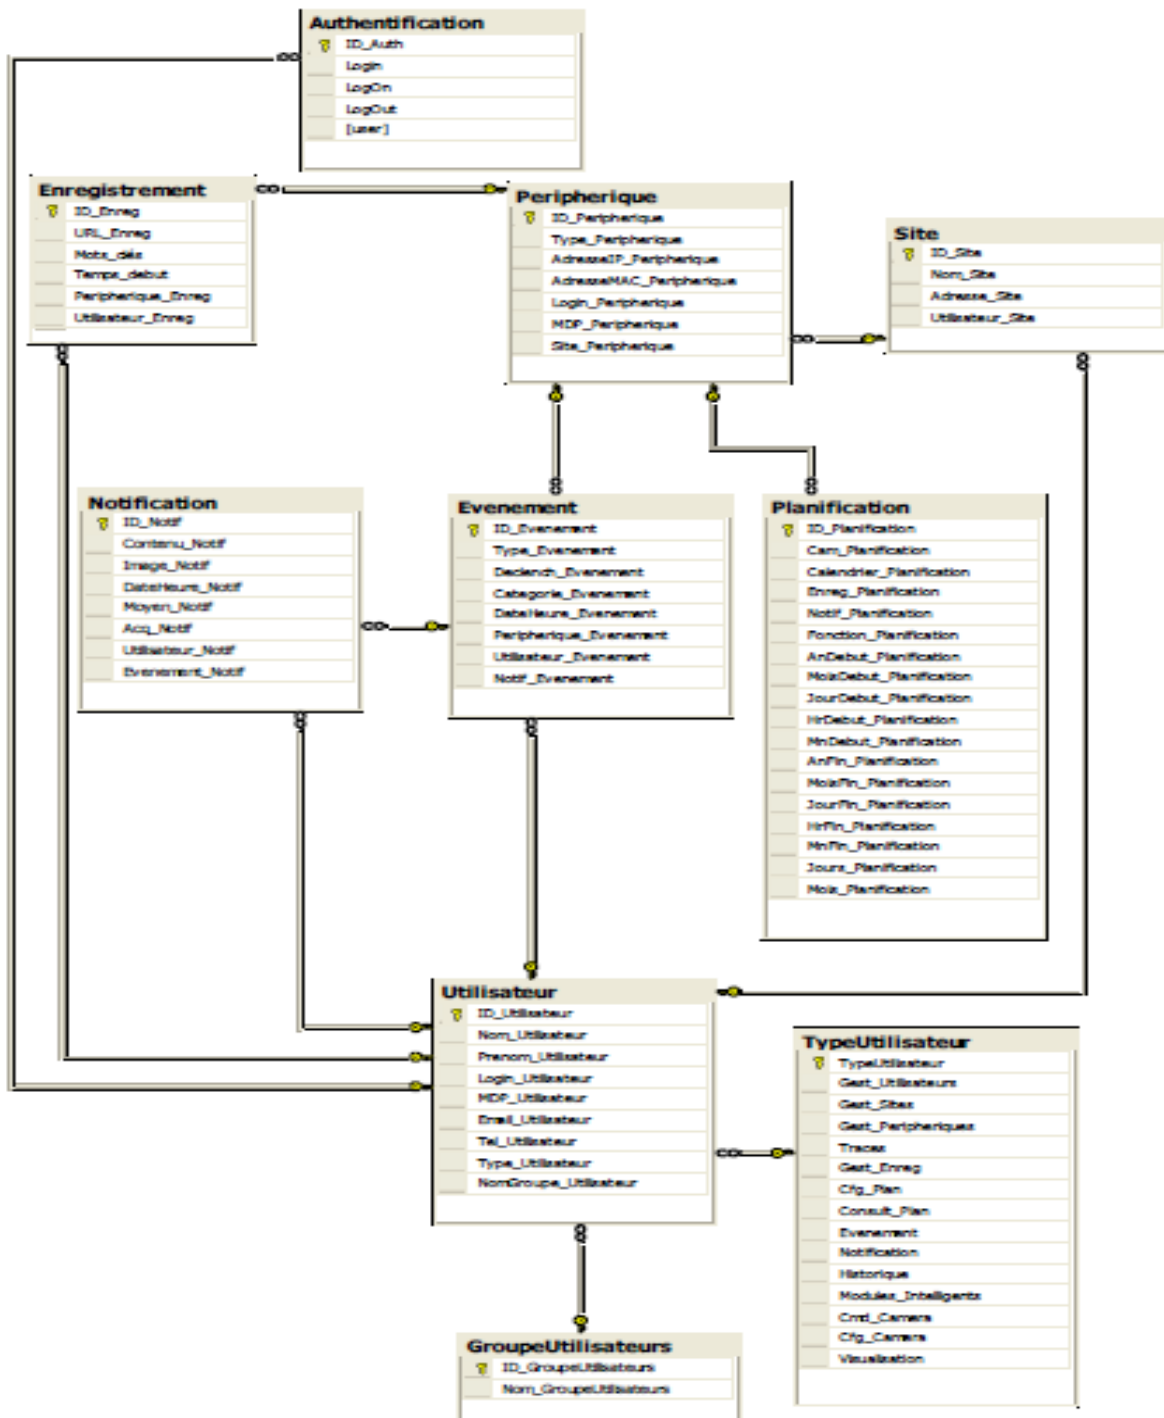 Authentification
ID_Auth
Login
LogOn
LogOut
[user]
Enregistrement
ID_Enreg
URL_Enreg
Mots_clés
Temps_debut
Peripherique_Enreg
Utilisateur_Enreg
Peripherique
ID_Peripherique
Type_Peripherique
AdresseIP_Peripherique
AdresseMAC_Peripherique
Login_Peripherique
MDP_Peripherique
Site_Peripherique
Site
ID_Site
Nom_Site
Adresse_Site
Utilisateur_Site
Notification
ID_Notif
Contenu_Notif
Image_Notif
DateHeure_Notif
Moyen_Notif
Acq_Notif
Utilisateur_Notif
Evenement_Notif
Evenement
ID_Evenement
Type_Evenement
Declench_Evenement
Categorie_Evenement
DateHeure_Evenement
Peripherique_Evenement
Utilisateur_Evenement
Notif_Evenement
Planification
ID_Planification
Cam_Planification
Calendrier_Planification
Enreg_Planification
Notif_Planification
Fonction_Planification
AnDebut_Planification
MoisDebut_Planification
JourDebut_Planification
HrDebut_Planification
MnDebut_Planification
AnFin_Planification
MoisFin_Planification
JourFin_Planification
HrFin_Planification
MnFin_Planification
Jours_Planification
Mois_Planification
Utilisateur
ID_Utilisateur
Nom_Utilisateur
Prenom_Utilisateur
Login_Utilisateur
MDP_Utilisateur
Email_Utilisateur
Tel_Utilisateur
Type_Utilisateur
NomGroupe_Utilisateur
TypeUtilisateur
TypeUtilisateur
Gest_Utilisateurs
Gest_Sites
Gest_Peripheriques
Traces
Gest_Enreg
Cfg_Plan
Consult_Plan
Evenement
Notification
Historique
Modules_Intelligents
Cmd_Camera
Cfg_Camera
Visualisation
GroupeUtilisateurs
ID_GroupeUtilisateurs
Nom_GroupeUtilisateurs